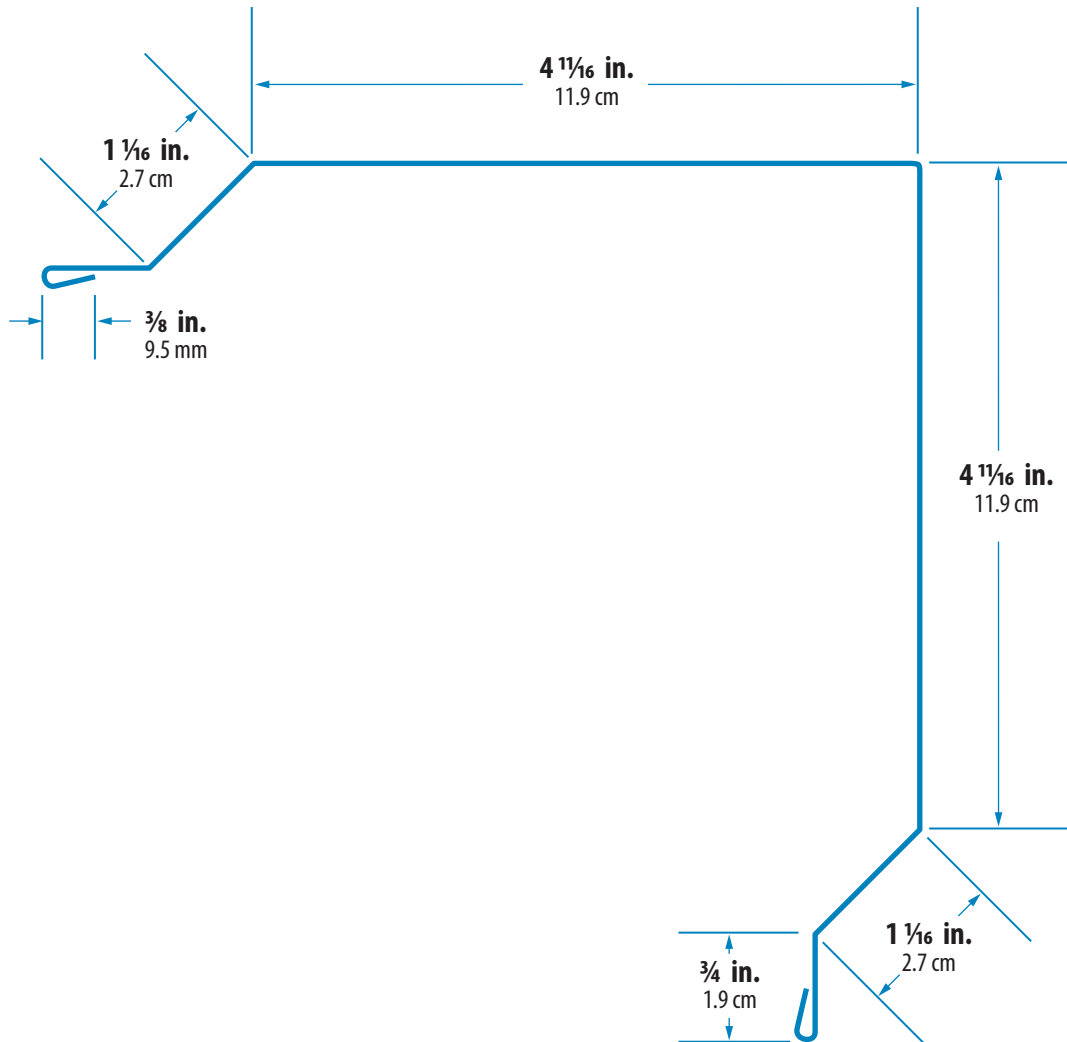 4 11/16 in.
11.9 cm
1 1/16 in.
2.7 cm
3/8 in.
9.5 mm
4 11/16 in.
11.9 cm
1 1/16 in.
2.7 cm
3/4 in.
1.9 cm